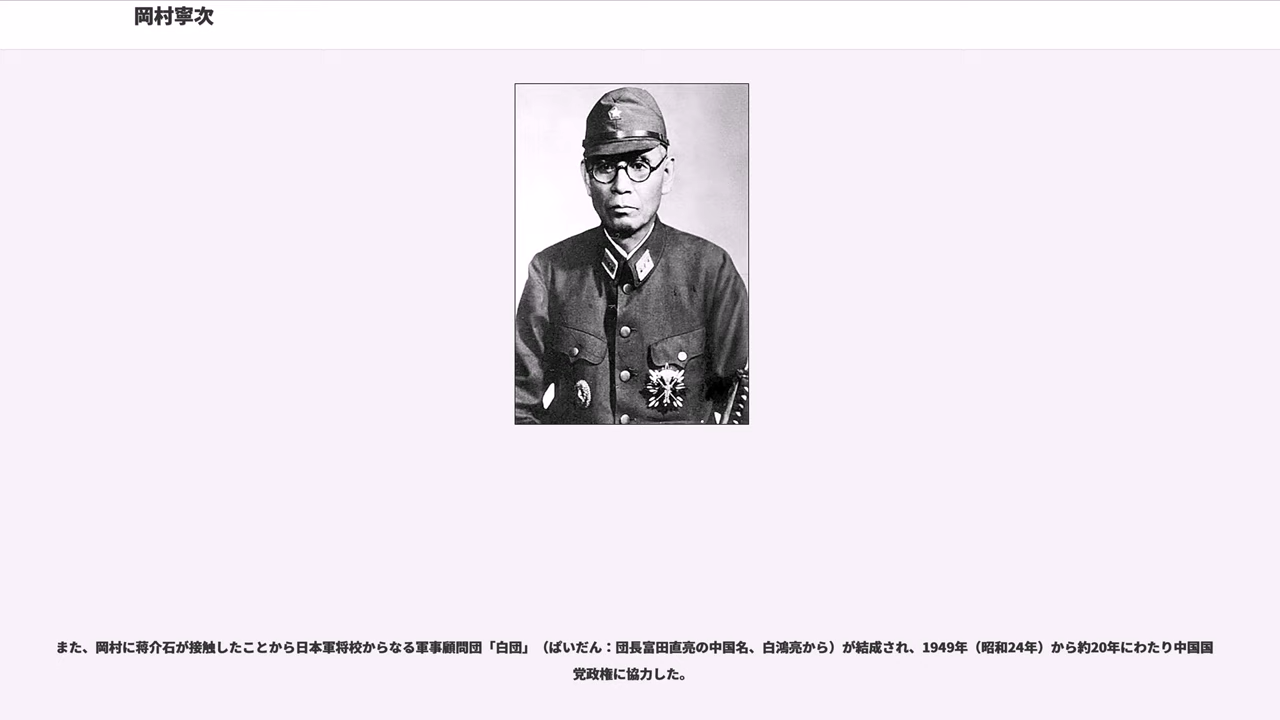 岡村寧次
また、岡村に蒋介石が接触したことから日本軍将校からなる軍事顧問団「白団」（ぱいだん：団長富田直亮の中国名、白鴻亮から）が結成され、1949年（昭和24年）から約20年にわたり中国国
党政権に協力した。